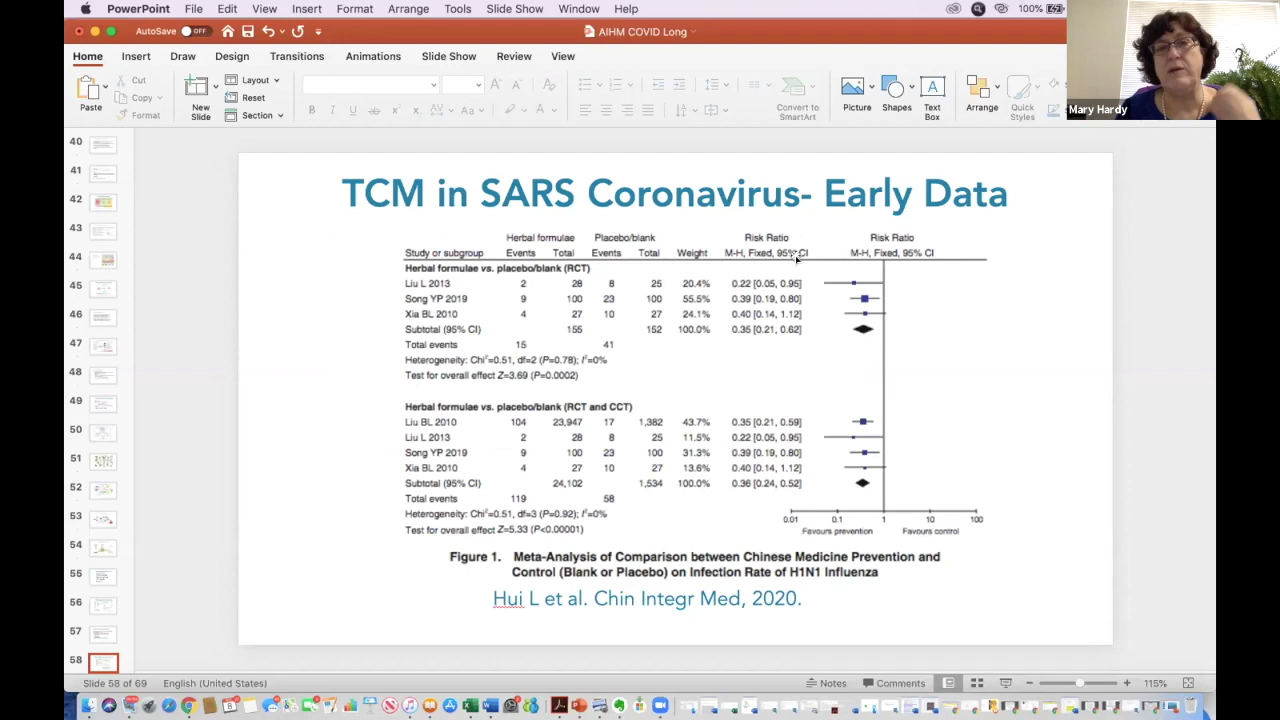 PowerPoint File Edit View Insert Format Arrange Tools Slide Show Window Help 100%
AutoSave OFF AIHM COVID Long
Home Insert Draw Design Transitions Animations Slide Show Review View
Paste Cut Copy Format New Slide Layout Reset Section Convert to SmartArt Picture Shapes Text Box Arrange Quick Styles
Mary Hardy
40
41
42
43
44
45
46
47
48
49
50
51
52
53
54
55
56
57
58
TCM in SARS Coronavirus- Early Data
Herbal formulae Placebo/blank Risk Ratio Risk Ratio
Study or subgroup Events Total Events Total Weight M-H, Fixed, 95% CI M-H, Fixed, 95% CI
Herbal formulae vs. placebo/blank (RCT)
Liu L 2013 2 28 8 25 20.4% 0.22 [0.05, 0.95]
Song YP 2019 9 100 23 100 55.5% 0.39 [0.19, 0.80]
Xia BL 2010 4 27 10 27 24.1% 0.40 [0.14, 1.12]
Subtotal (95% CI) 155 152 100.0% 0.35 [0.21, 0.62]
Total events 15 41
Heterogeneity: Chi²=0.51, df=2 (P=0.78); I²=0%
Test for overall effect Z=3.69 (P=0.0002)
Herbal formulae vs. placebo/blank (RCT and CCT)
Liu BL 2010 104 23,947 17 1,382 43.7% 0.35 [0.21, 0.59]
Liu L 2013 2 28 8 25 11.5% 0.22 [0.05, 0.95]
Song YP 2019 9 100 23 100 31.3% 0.39 [0.19, 0.80]
Xia BL 2010 4 27 10 27 13.6% 0.40 [0.14, 1.12]
Subtotal (95% CI) 24,102 1,534 100.0% 0.36 [0.24, 0.52]
Total events 119 58
Heterogeneity: Chi²=0.51, df=3 (P=0.92); I²=0%
Test for overall effect Z=5.33 (P<0.00001)
0.01 0.1 1 10 100
Favours prevention Favours control
Figure 1. Meta-Analysis of Comparison between Chinese Medicine Prevention and
Control (Blank or Placebo) on Infection Rate of H1N1 Influenza
Hui L et al. Chin Integr Med, 2020.
Slide 58 of 69 English (United States) Notes Comments 115%